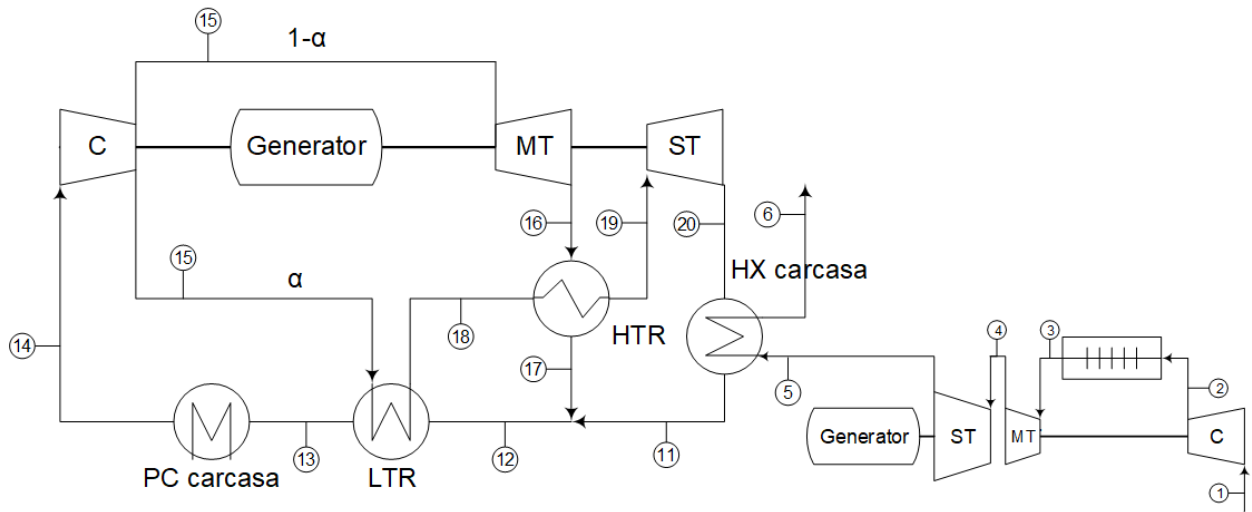 15
1-α
C
Generator
MT
ST
16
19
20
6
HX carcasa
15
α
14
18
HTR
17
4
3
5
2
Generator
ST
MT
C
13
12
11
PC carcasa
LTR
1